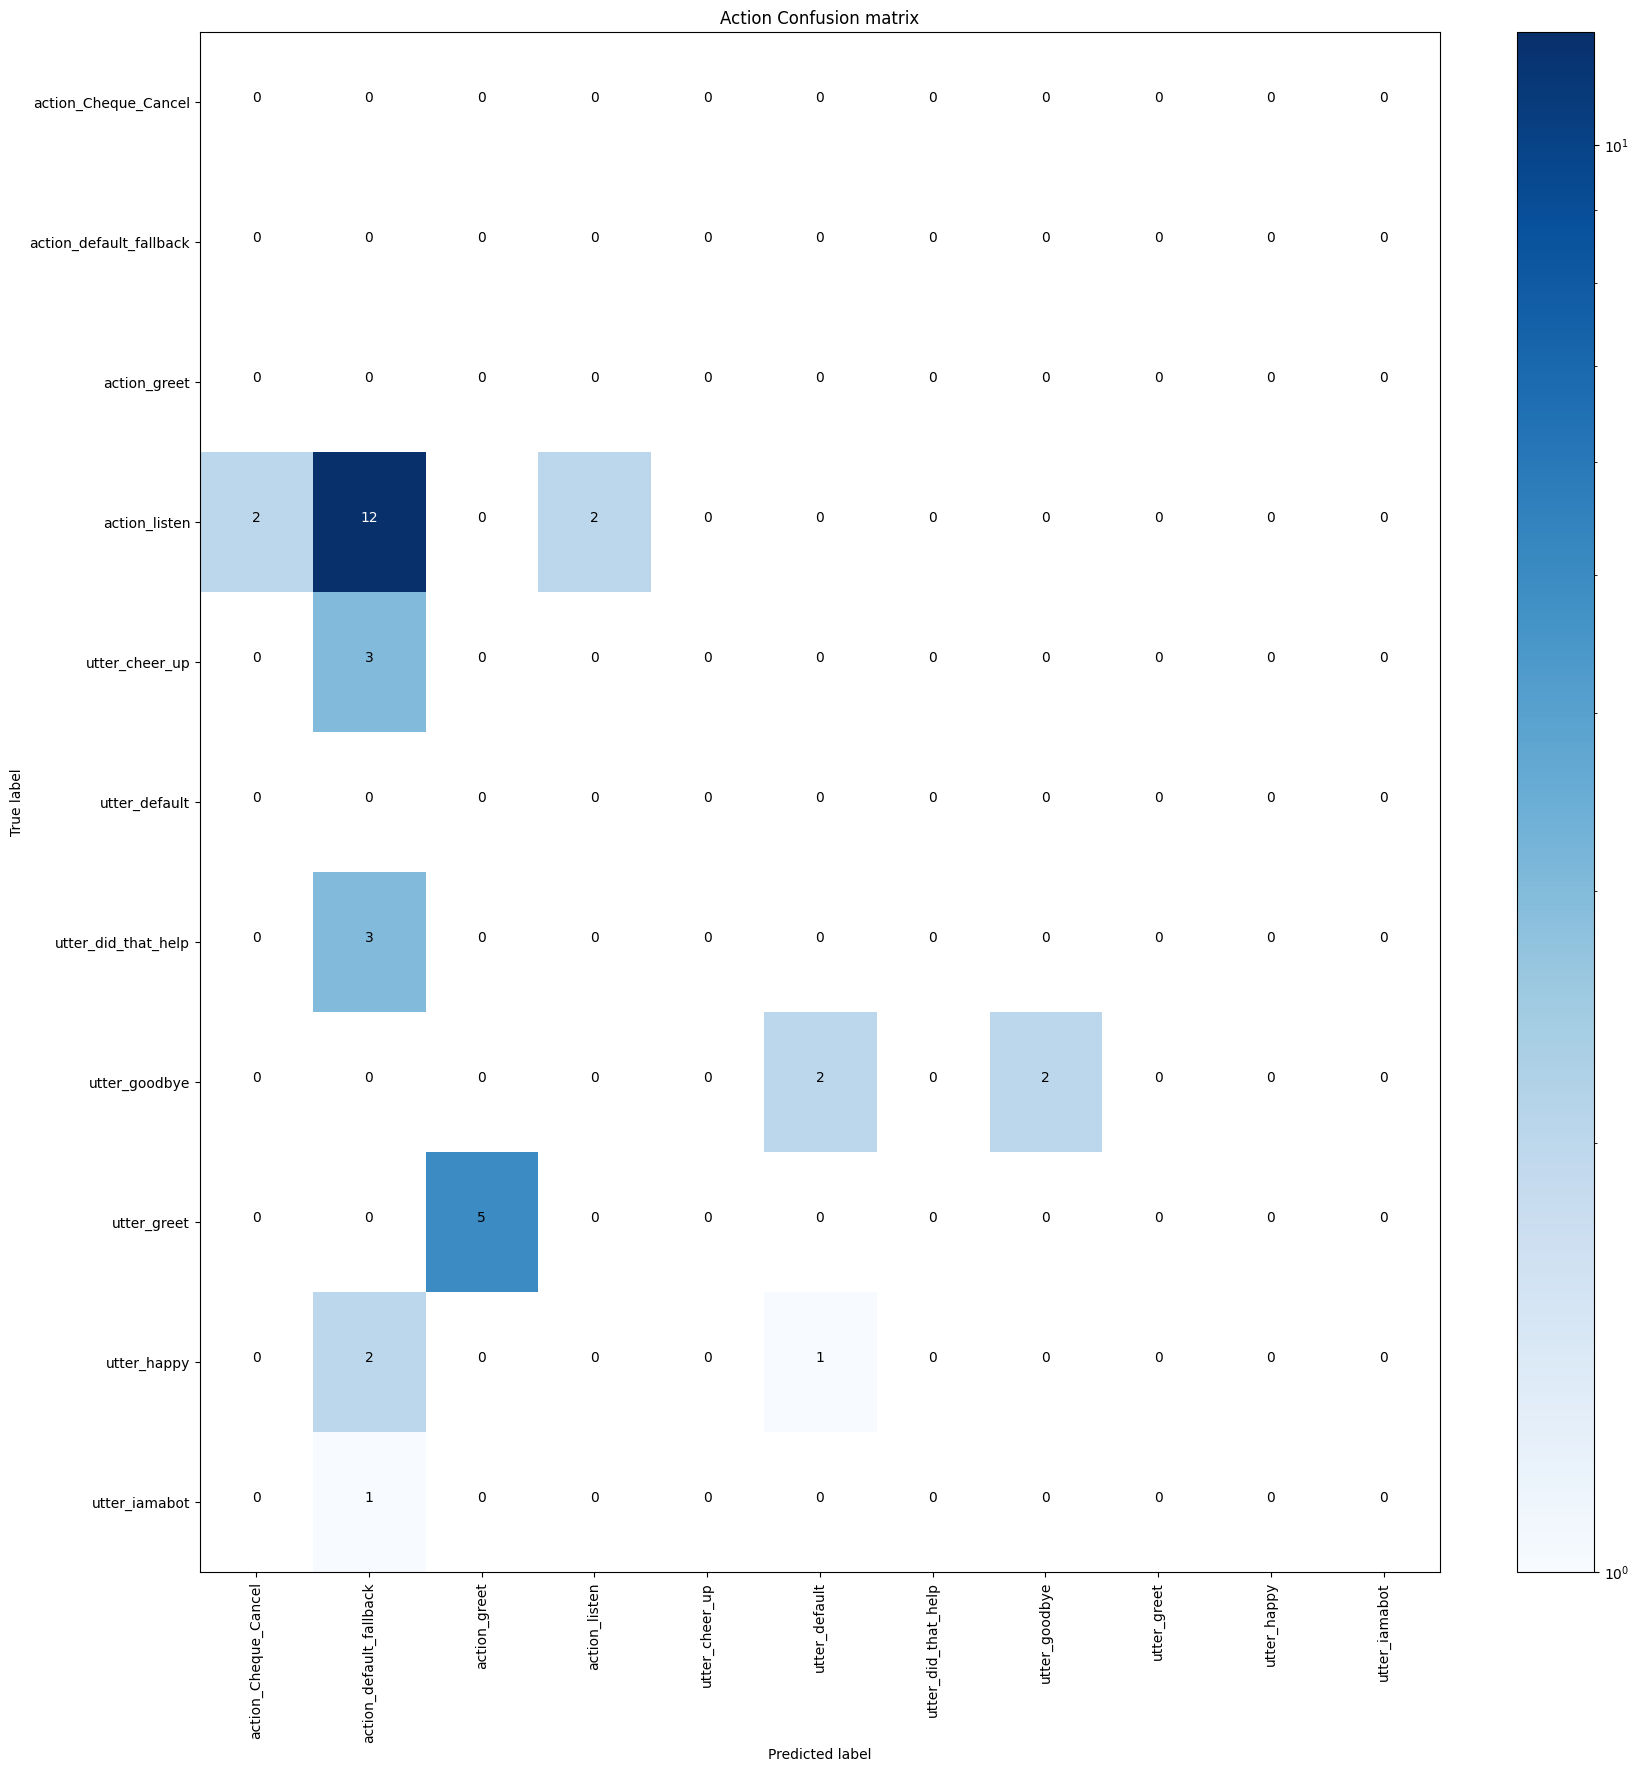 Action Confusion matrix
action_Cheque_Cancel 0 0 0 0 0 0 0 0 0 0 0
10¹
action_default_fallback 0 0 0 0 0 0 0 0 0 0 0
action_greet 0 0 0 0 0 0 0 0 0 0 0
action_listen 2 12 0 2 0 0 0 0 0 0 0
utter_cheer_up 0 3 0 0 0 0 0 0 0 0 0
True label
utter_default 0 0 0 0 0 0 0 0 0 0 0
utter_did_that_help 0 3 0 0 0 0 0 0 0 0 0
utter_goodbye 0 0 0 0 0 2 0 2 0 0 0
utter_greet 0 0 5 0 0 0 0 0 0 0 0
utter_happy 0 2 0 0 0 1 0 0 0 0 0
utter_iamabot 0 1 0 0 0 0 0 0 0 0 0
10⁰
action_Cheque_Cancel
action_default_fallback
action_greet
action_listen
utter_cheer_up
utter_default
utter_did_that_help
utter_goodbye
utter_greet
utter_happy
utter_iamabot
Predicted label